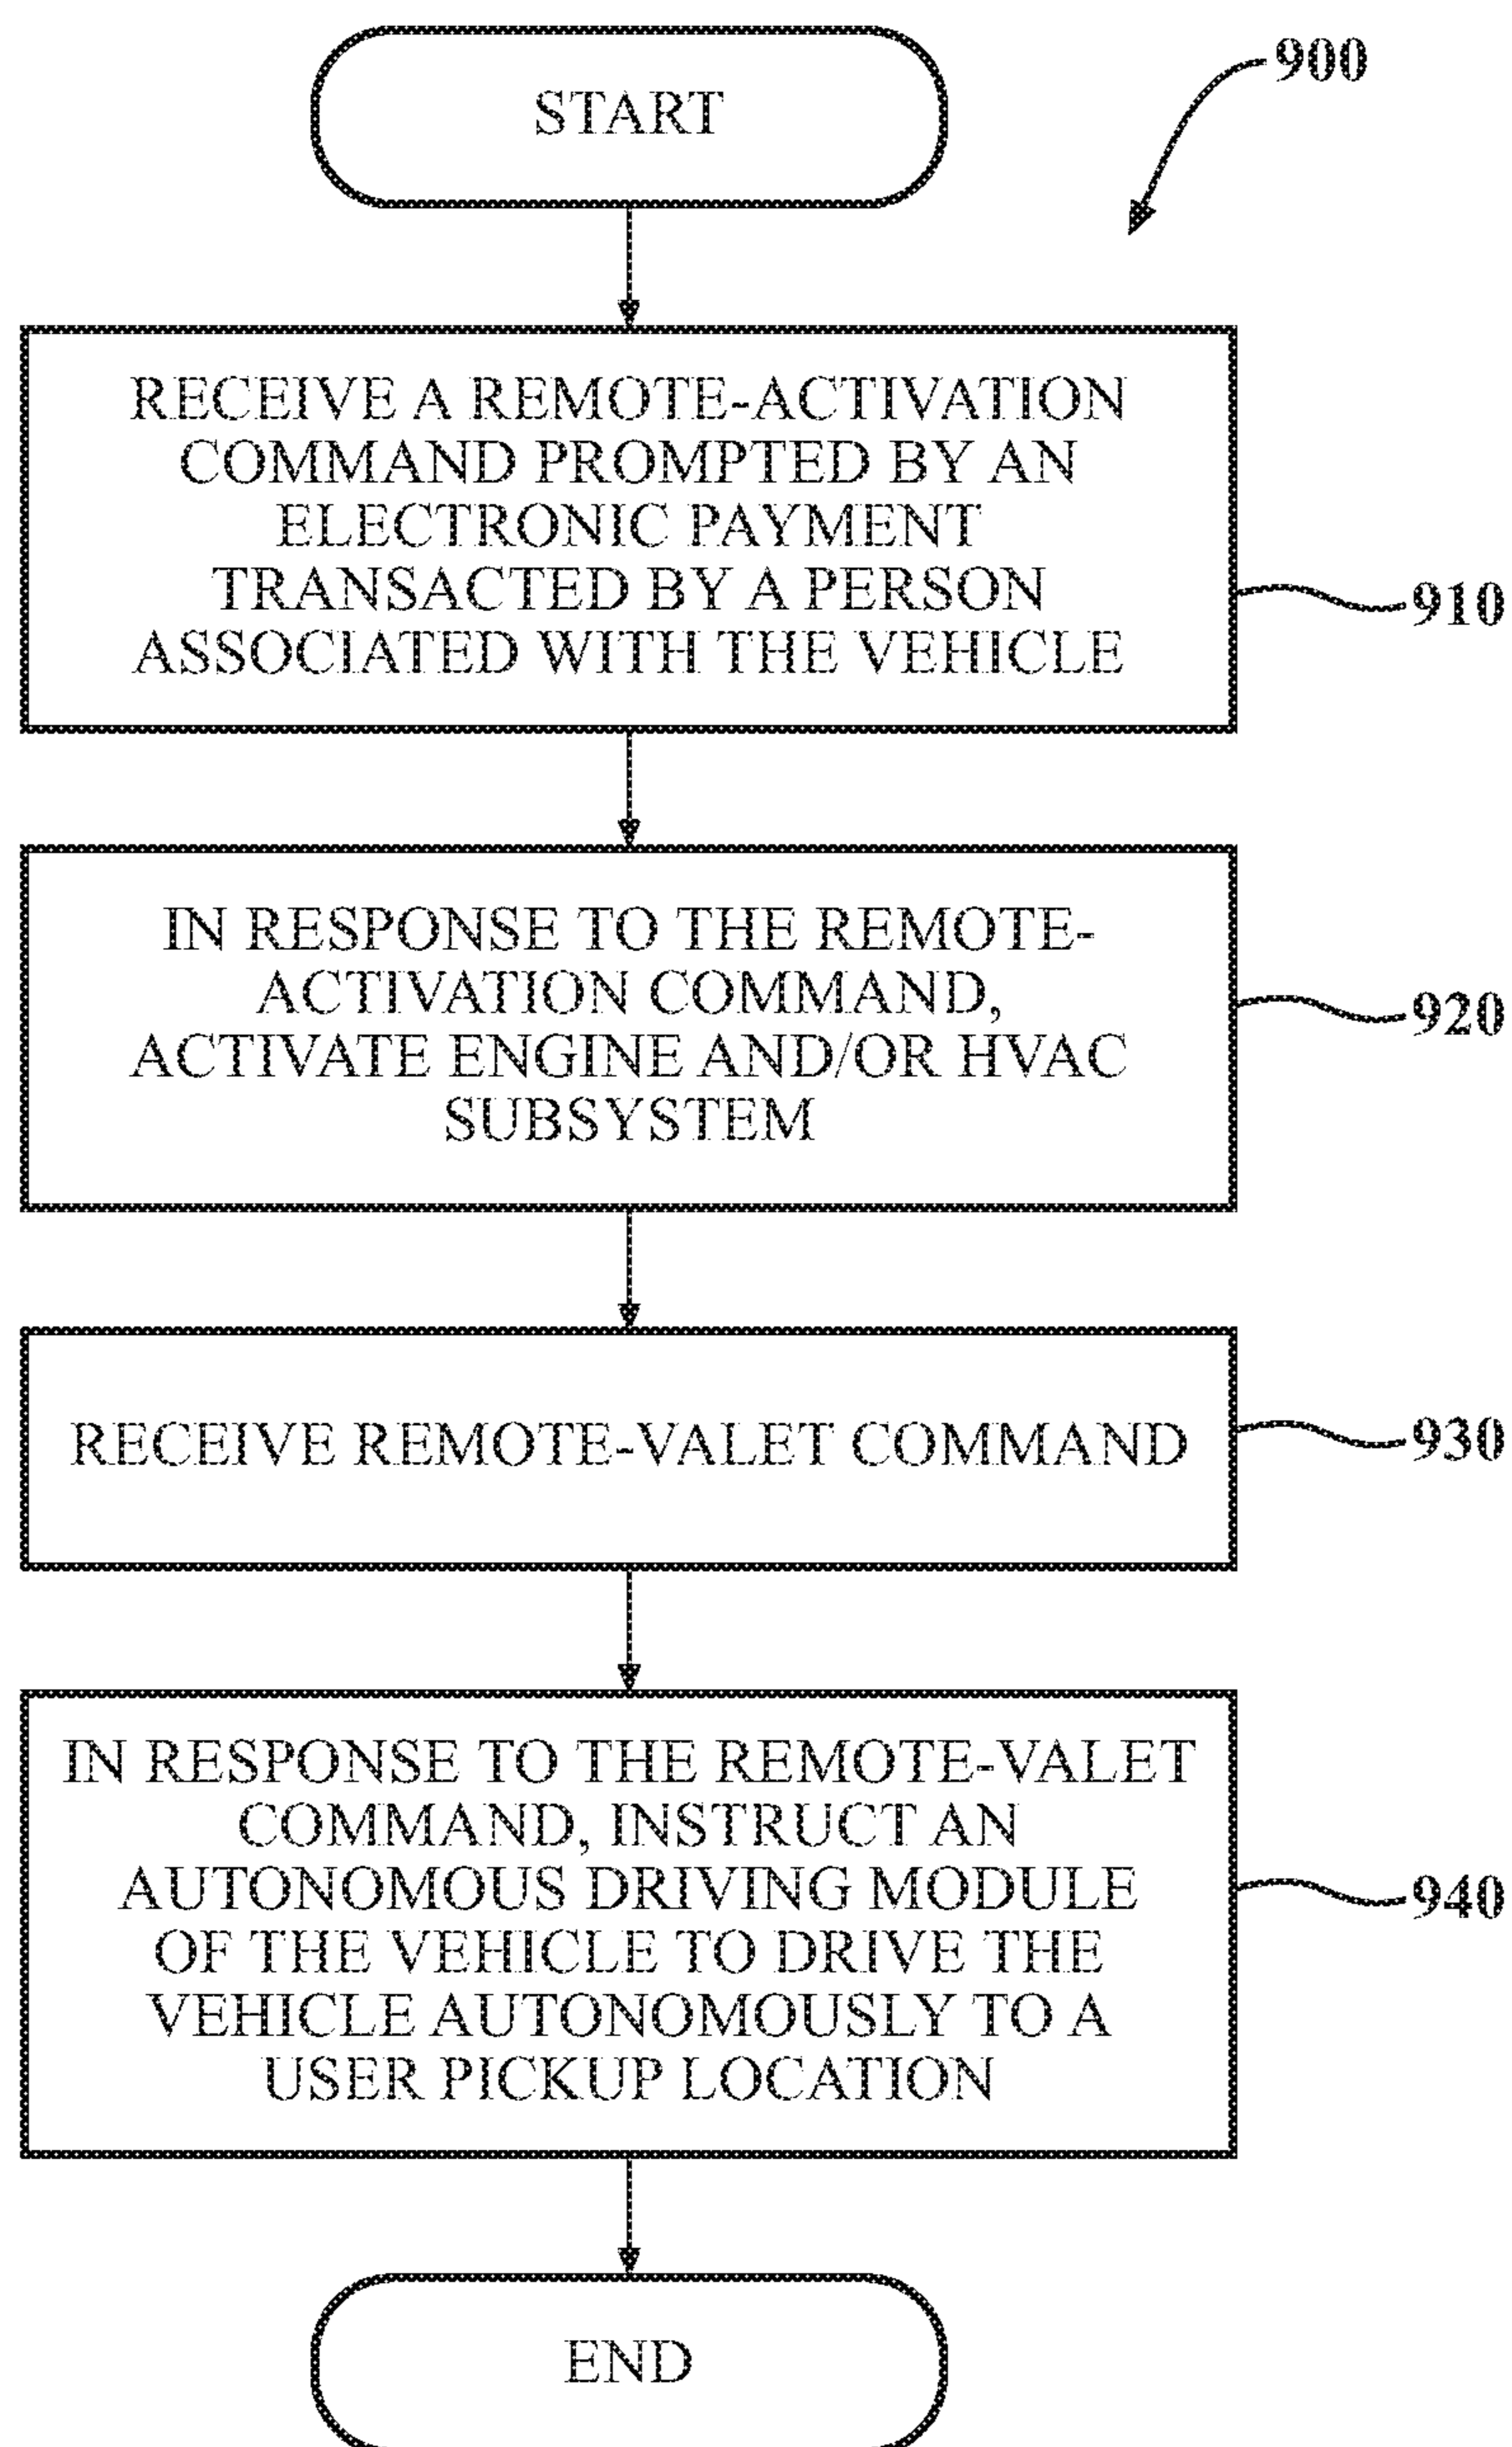 START
900
RECEIVE A REMOTE-ACTIVATION
COMMAND PROMPTED BY AN
ELECTRONIC PAYMENT
TRANSACTED BY A PERSON
ASSOCIATED WITH THE VEHICLE
910
IN RESPONSE TO THE REMOTE-
ACTIVATION COMMAND,
ACTIVATE ENGINE AND/OR HVAC
SUBSYSTEM
920
RECEIVE REMOTE-VALET COMMAND
930
IN RESPONSE TO THE REMOTE-VALET
COMMAND, INSTRUCT AN
AUTONOMOUS DRIVING MODULE
OF THE VEHICLE TO DRIVE THE
VEHICLE AUTONOMOUSLY TO A
USER PICKUP LOCATION
940
END